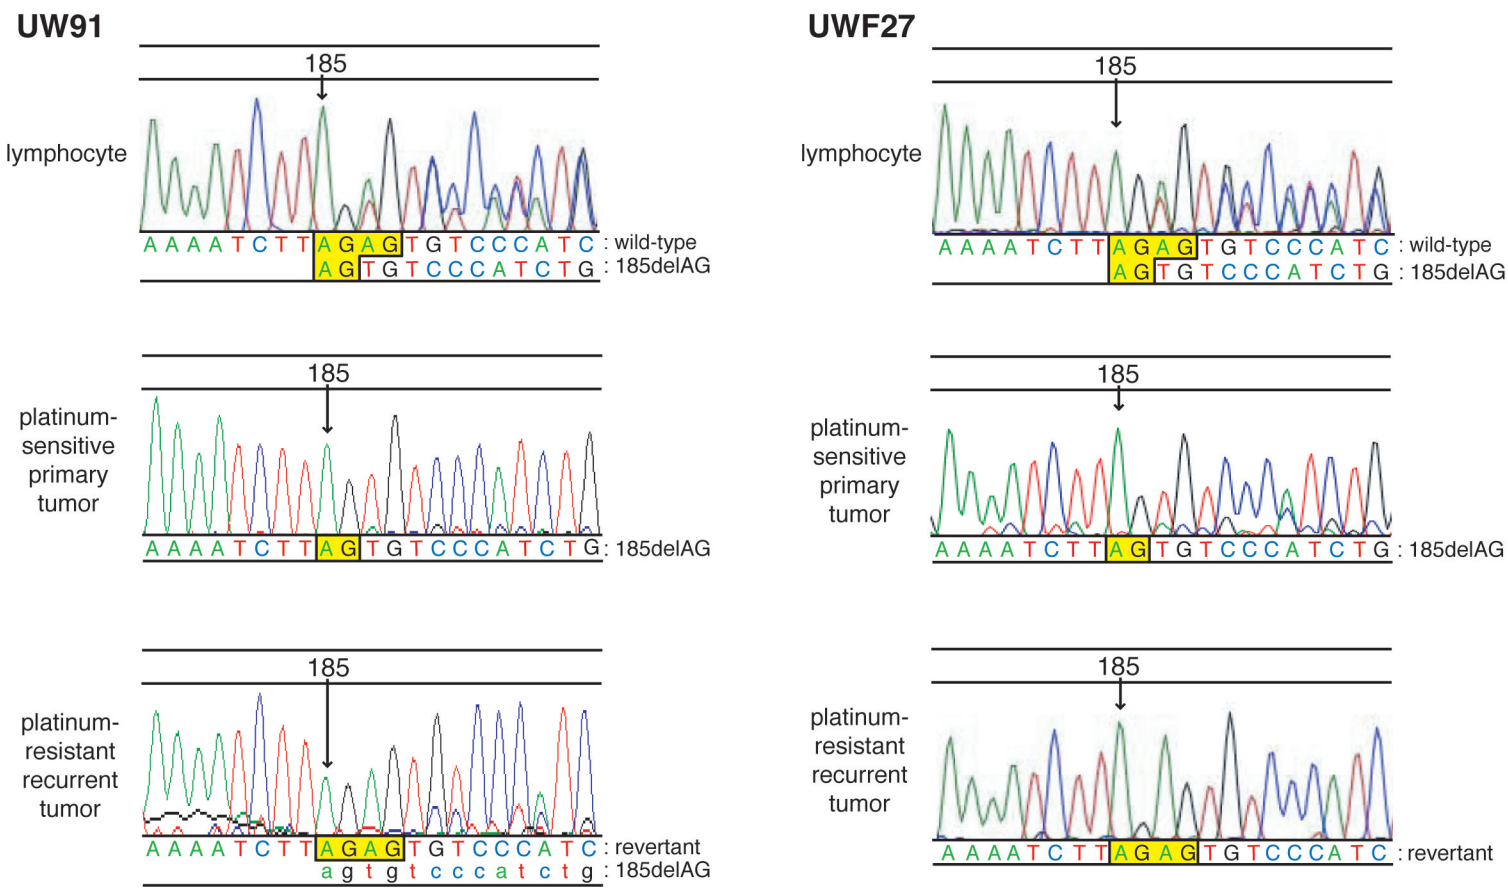 UW91
185
lymphocyte
A A A A T C T T A G A G T G T C C C A T C : wild-type
A G T G T C C C A T C T G : 185delAG
185
platinum-
sensitive
primary
tumor
A A A A T C T T A G T G T C C C A T C T G : 185delAG
185
platinum-
resistant
recurrent
tumor
A A A A T C T T A G A G T G T C C C A T C : revertant
a g t g t c c c a t c t g : 185delAG
UWF27
185
lymphocyte
A A A A T C T T A G A G T G T C C C A T C : wild-type
A G T G T C C C A T C T G : 185delAG
185
platinum-
sensitive
primary
tumor
A A A A T C T T A G T G T C C C A T C T G : 185delAG
185
platinum-
resistant
recurrent
tumor
A A A A T C T T A G A G T G T C C C A T C : revertant